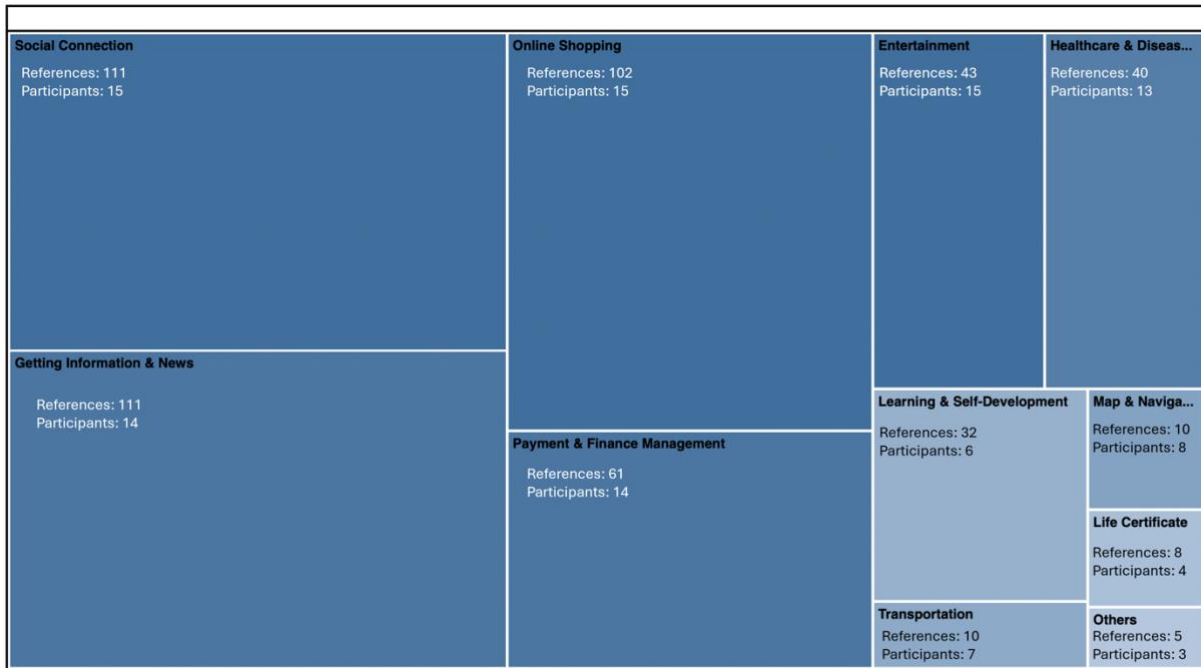 Social Connection
References: 111
Participants: 15
Getting Information & News
References: 111
Participants: 14
Online Shopping
References: 102
Participants: 15
Payment & Finance Management
References: 61
Participants: 14
Entertainment
References: 43
Participants: 15
Healthcare & Diseas...
References: 40
Participants: 13
Learning & Self-Development
References: 32
Participants: 6
Transportation
References: 10
Participants: 7
Map & Naviga...
References: 10
Participants: 8
Life Certificate
References: 8
Participants: 4
Others
References: 5
Participants: 3